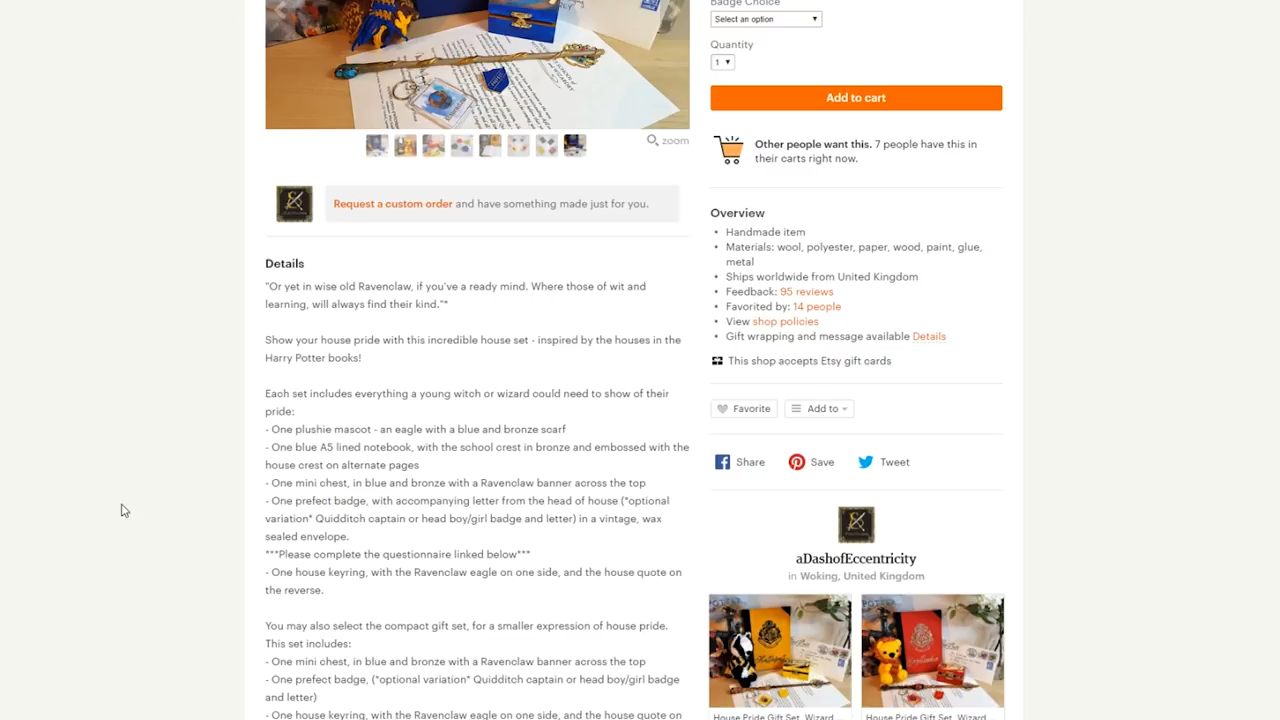 Badge Choice
Select an option
Quantity
1
Add to cart
zoom
Other people want this. 7 people have this in
their carts right now.
Request a custom order and have something made just for you.
Overview
Handmade item
Materials: wool, polyester, paper, wood, paint, glue,
metal
Ships worldwide from United Kingdom
Feedback: 95 reviews
Favorited by: 14 people
View shop policies
Gift wrapping and message available Details
This shop accepts Etsy gift cards
Favorite
Add to
Share
Save
Tweet
aDashofEccentricity
in Woking, United Kingdom
House Pride Gift Set, Wizard ...
House Pride Gift Set, Wizard ...
Details
"Or yet in wise old Ravenclaw, if you've a ready mind. Where those of wit and
learning, will always find their kind."*
Show your house pride with this incredible house set - inspired by the houses in the
Harry Potter books!
Each set includes everything a young witch or wizard could need to show of their
pride:
- One plushie mascot - an eagle with a blue and bronze scarf
- One blue A5 lined notebook, with the school crest in bronze and embossed with the
house crest on alternate pages
- One mini chest, in blue and bronze with a Ravenclaw banner across the top
- One prefect badge, with accompanying letter from the head of house (*optional
variation* Quidditch captain or head boy/girl badge and letter) in a vintage, wax
sealed envelope.
***Please complete the questionnaire linked below***
- One house keyring, with the Ravenclaw eagle on one side, and the house quote on
the reverse.
You may also select the compact gift set, for a smaller expression of house pride.
This set includes:
- One mini chest, in blue and bronze with a Ravenclaw banner across the top
- One prefect badge, (*optional variation* Quidditch captain or head boy/girl badge
and letter)
- One house keyring, with the Ravenclaw eagle on one side, and the house quote on